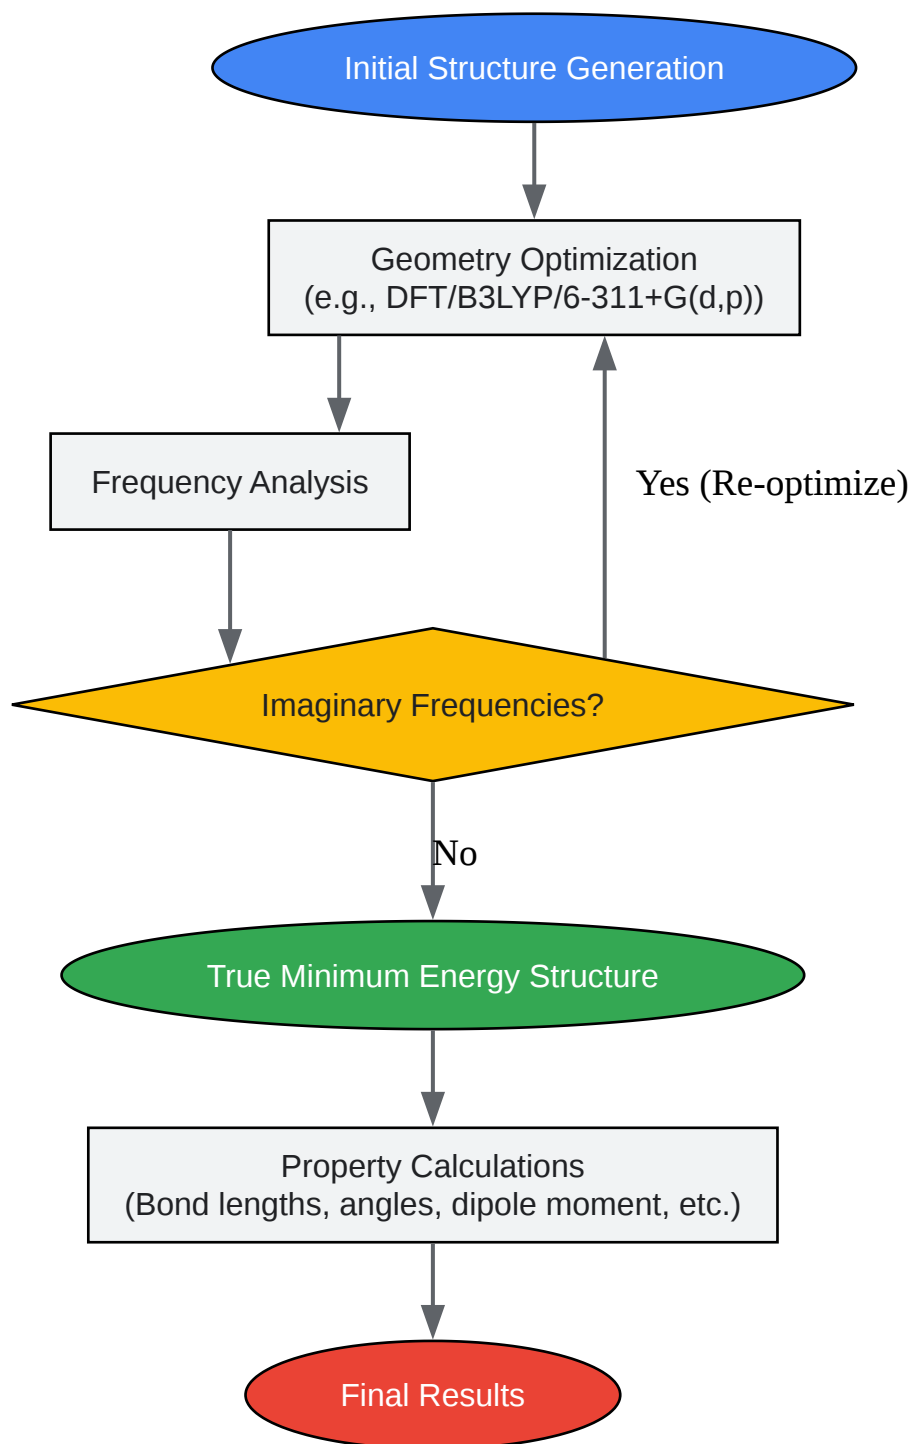 Initial Structure Generation
Geometry Optimization
(e.g., DFT/B3LYP/6-311+G(d,p))
Frequency Analysis
Yes (Re-optimize)
Imaginary Frequencies?
No
True Minimum Energy Structure
Property Calculations
(Bond lengths, angles, dipole moment, etc.)
Final Results